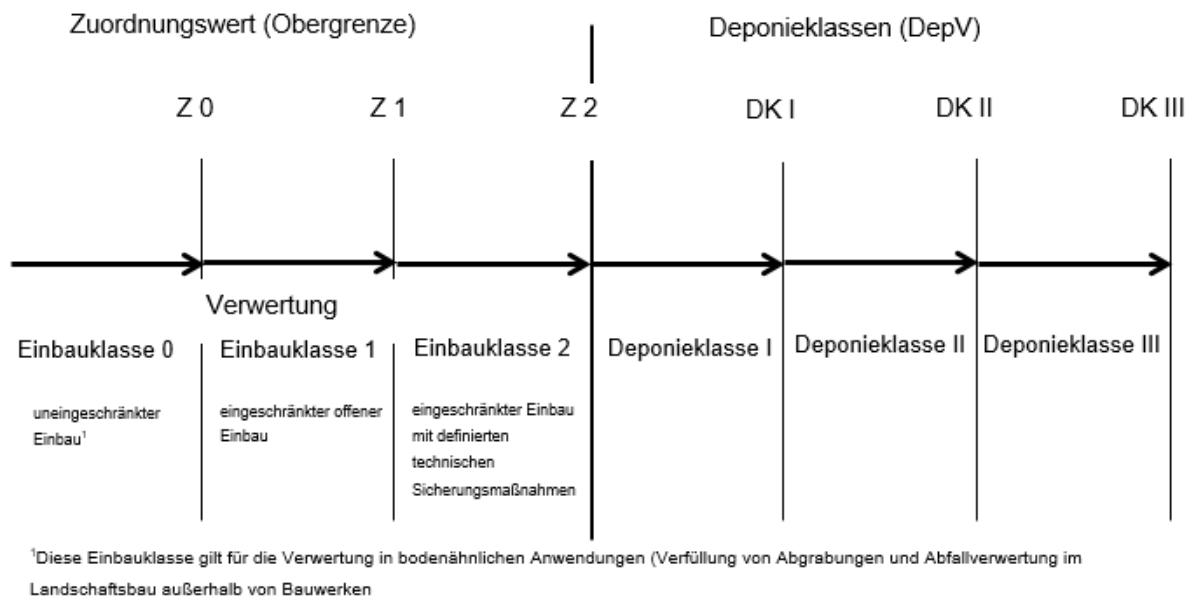 Zuordnungswert (Obergrenze) Deponieklassen (DepV)
Z 0 Z 1 Z 2 DK I DK II DK III
Verwertung
Einbauklasse 0 Einbauklasse 1 Einbauklasse 2 Deponieklasse I Deponieklasse II Deponieklasse III
uneingeschränkter
Einbau¹
eingeschränkter offener
Einbau
eingeschränkter Einbau
mit definierten
technischen
Sicherungsmaßnahmen
¹Diese Einbauklasse gilt für die Verwertung in bodenähnlichen Anwendungen (Verfüllung von Abgrabungen und Abfallverwertung im
Landschaftsbau außerhalb von Bauwerken